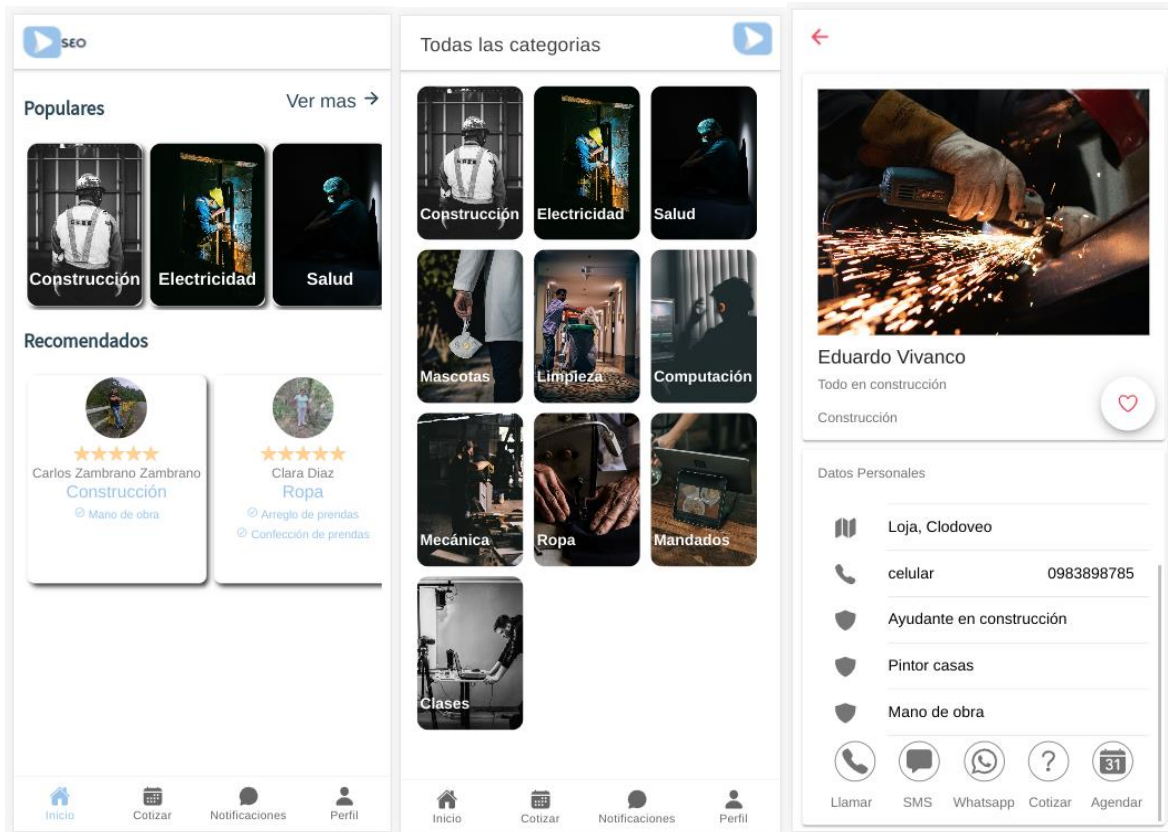 SEO
Populares
Ver mas
Construcción
Electricidad
Salud
Recomendados
Carlos Zambrano Zambrano
Construcción
Mano de obra
Clara Diaz
Ropa
Arreglo de prendas
Confección de prendas
Inicio
Cotizar
Notificaciones
Perfil
Todas las categorias
Construcción
Electricidad
Salud
Mascotas
Limpieza
Computación
Mecánica
Ropa
Mandados
Clases
Inicio
Cotizar
Notificaciones
Perfil
Eduardo Vivanco
Todo en construcción
Construcción
Datos Personales
Loja, Clodoveo
celular 0983898785
Ayudante en construcción
Pintor casas
Mano de obra
31
Llamar
SMS
Whatsapp
Cotizar
Agendar